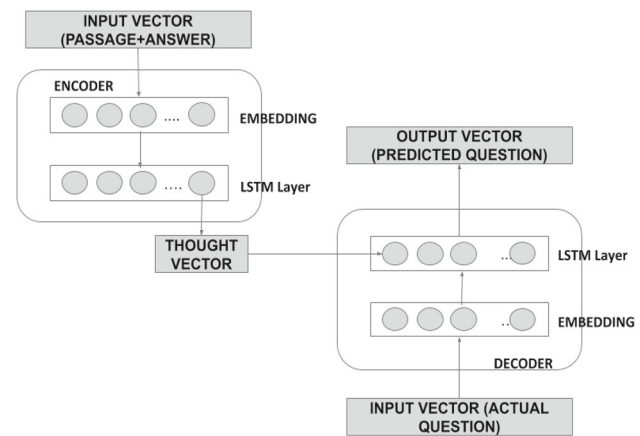 INPUT VECTOR
(PASSAGE+ANSWER)
ENCODER
....
EMBEDDING
....
LSTM Layer
THOUGHT
VECTOR
OUTPUT VECTOR
(PREDICTED QUESTION)
...
LSTM Layer
..
EMBEDDING
DECODER
INPUT VECTOR (ACTUAL
QUESTION)